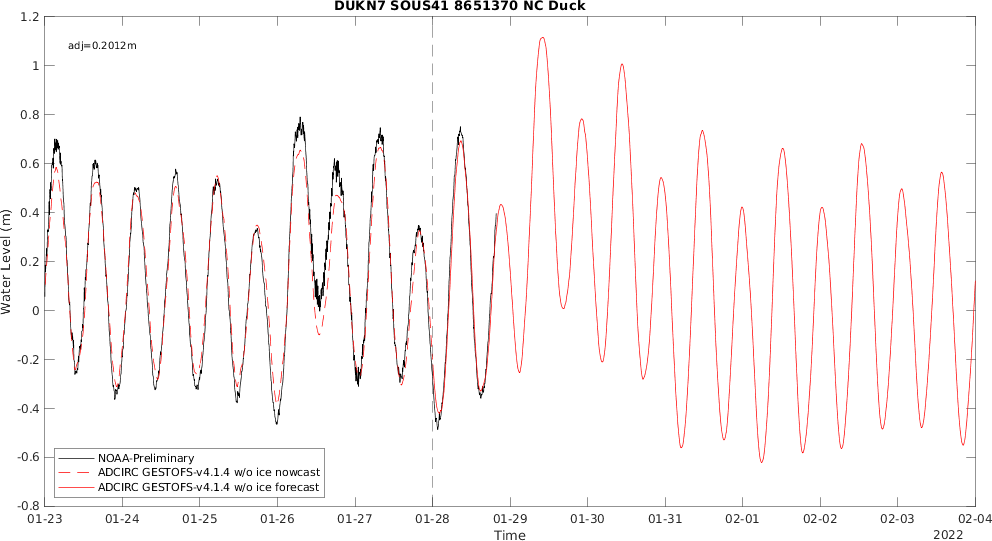 DUKN7 SOUS41 8651370 NC Duck
1.2
adj=0.2012m
1
0.8
0.6
0.4
0.2
0
-0.2
-0.4
-0.6
-0.8
Water Level (m)
NOAA-Preliminary
ADCIRC GESTOFS-v4.1.4 w/o ice nowcast
ADCIRC GESTOFS-v4.1.4 w/o ice forecast
01-23 01-24 01-25 01-26 01-27 01-28 01-29 01-30 01-31 02-01 02-02 02-03 02-04
Time
2022